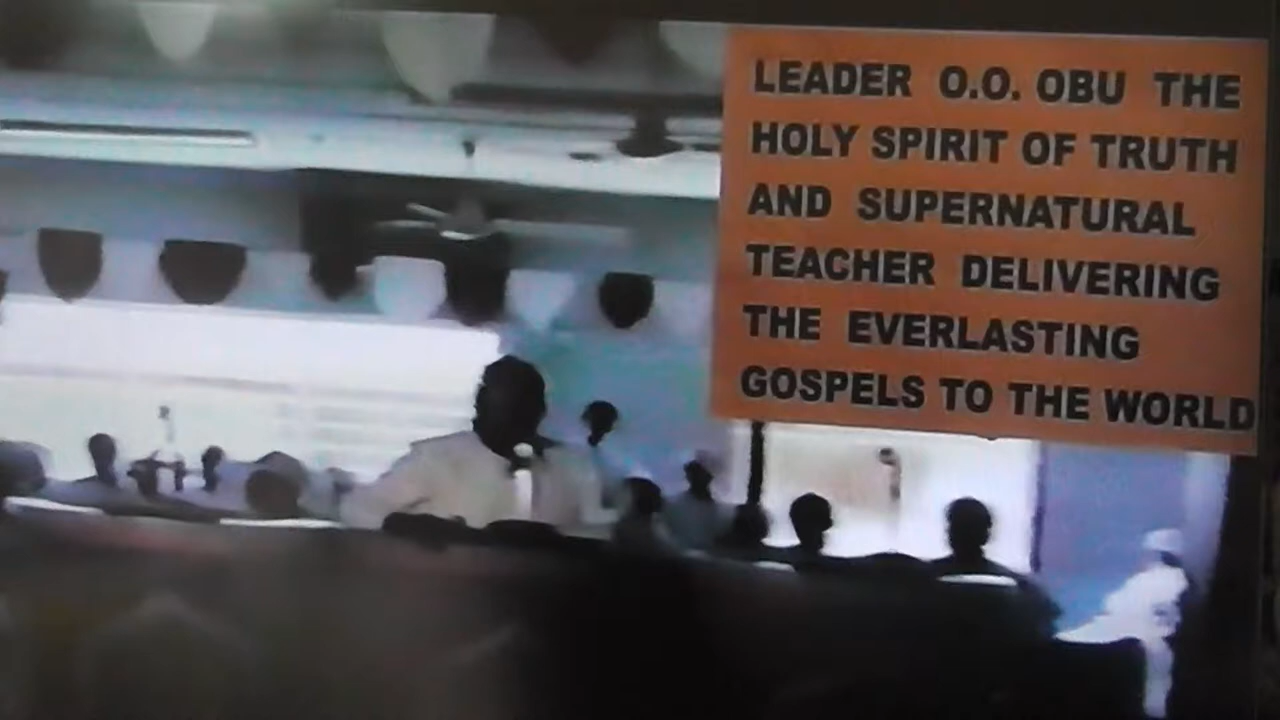 LEADER O.O. OBU THE
HOLY SPIRIT OF TRUTH
AND SUPERNATURAL
TEACHER DELIVERING
THE EVERLASTING
GOSPELS TO THE WORLD